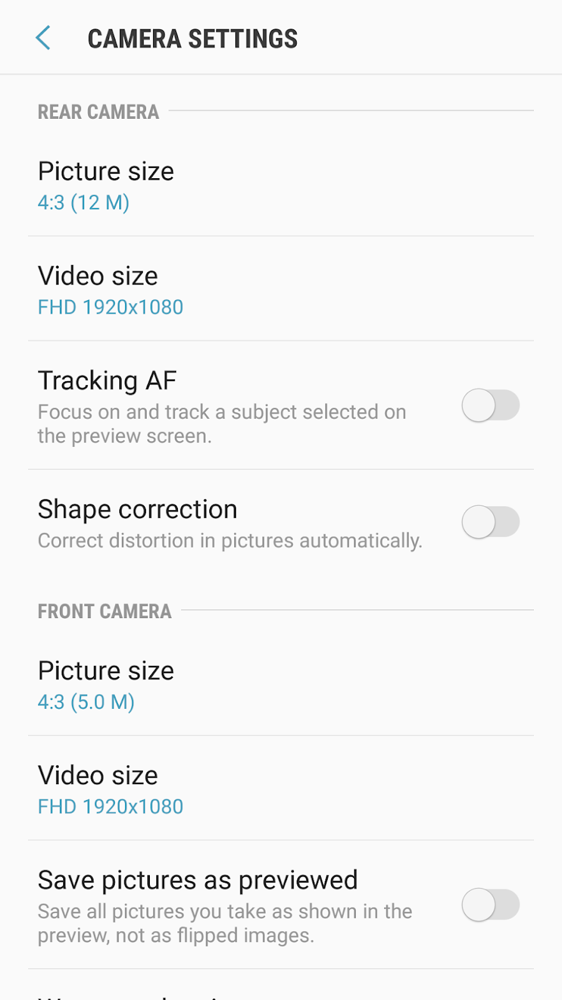 CAMERA SETTINGS
REAR CAMERA
Picture size
4:3 (12 M)
Video size
FHD 1920x1080
Tracking AF
Focus on and track a subject selected on
the preview screen.
Shape correction
Correct distortion in pictures automatically.
FRONT CAMERA
Picture size
4:3 (5.0 M)
Video size
FHD 1920x1080
Save pictures as previewed
Save all pictures you take as shown in the
preview, not as flipped images.